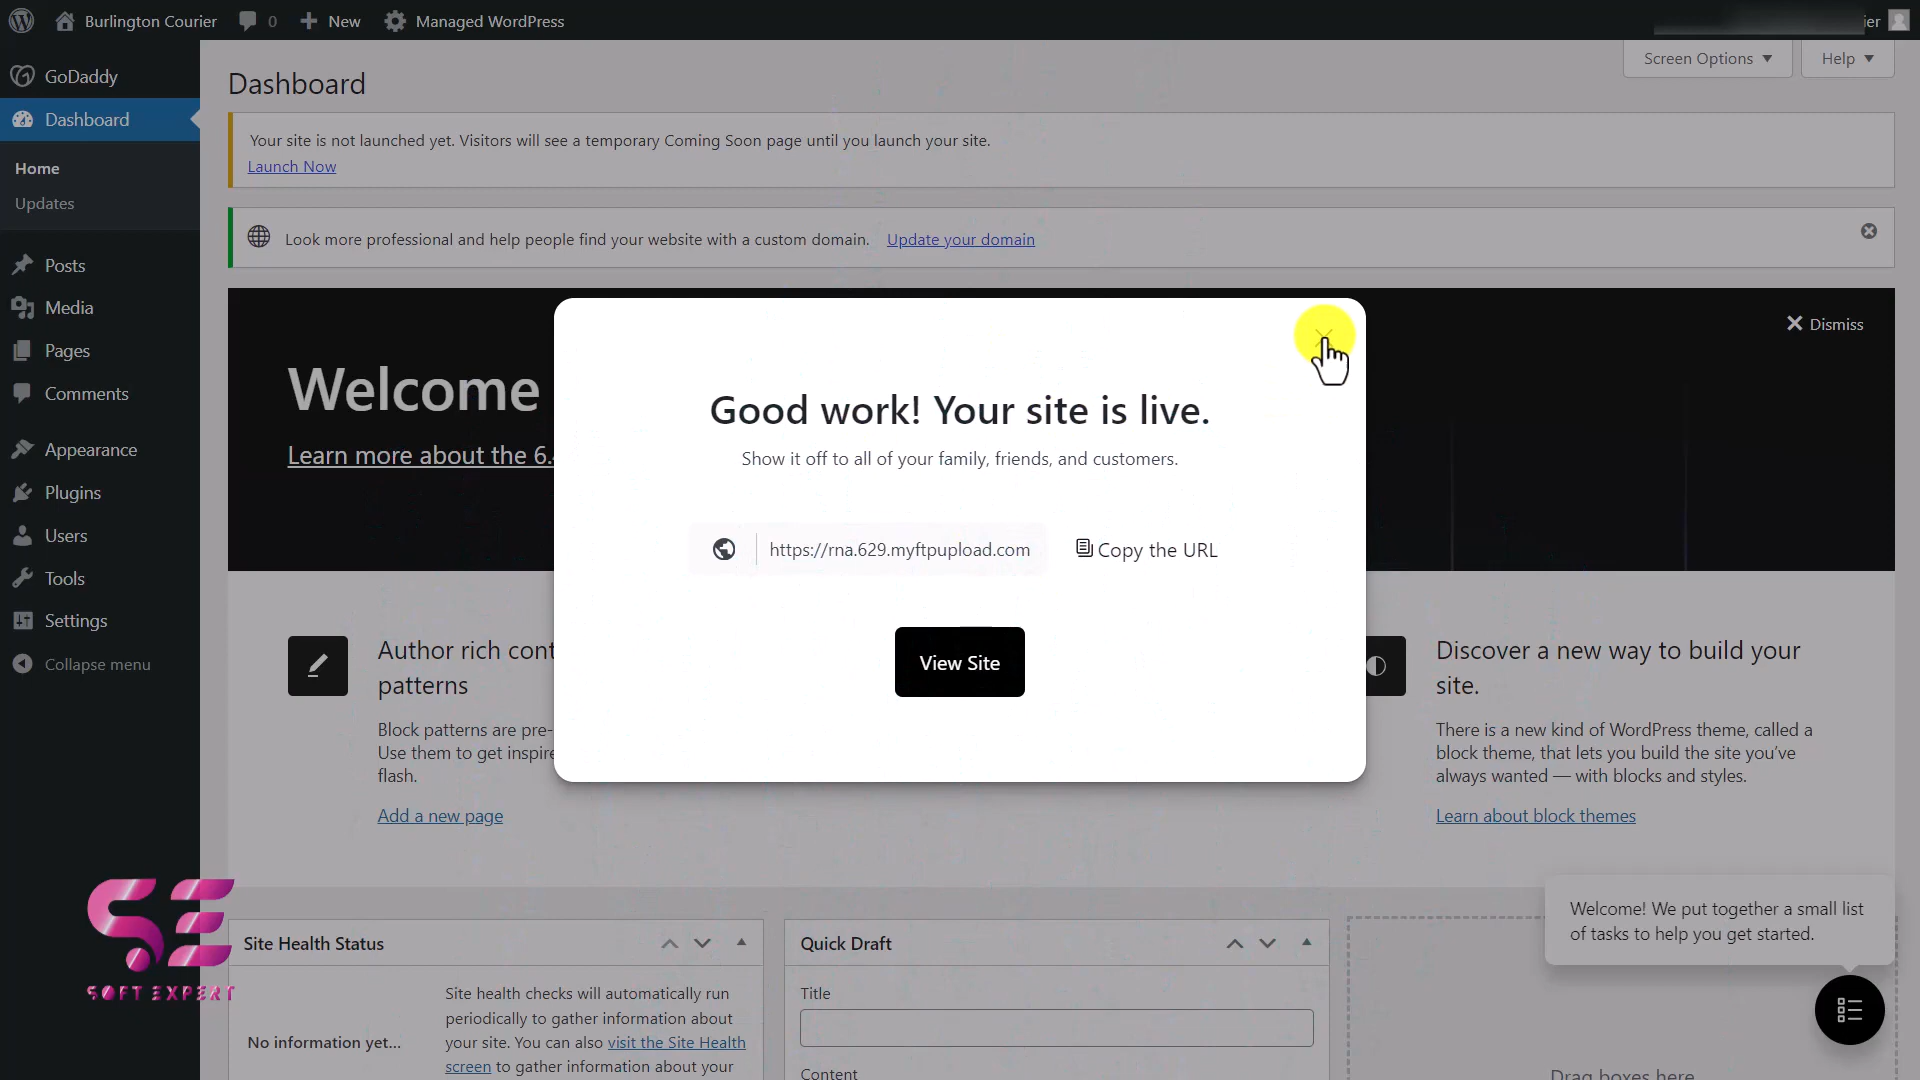 Burlington Courier
0
New
Managed WordPress
ier
GoDaddy
Dashboard
Home
Updates
Posts
Media
Pages
Comments
Appearance
Plugins
Users
Tools
Settings
Collapse menu
Screen Options
Help
Dashboard
Your site is not launched yet. Visitors will see a temporary Coming Soon page until you launch your site.
Launch Now
Look more professional and help people find your website with a custom domain. Update your domain
Dismiss
Welcome
Learn more about the 6.
Good work! Your site is live.
Show it off to all of your family, friends, and customers.
https://rna.629.myftpupload.com
Copy the URL
View Site
Author rich cont
patterns
Block patterns are pre-
Use them to get inspire
flash.
Add a new page
Discover a new way to build your
site.
There is a new kind of WordPress theme, called a
block theme, that lets you build the site you've
always wanted — with blocks and styles.
Learn about block themes
Welcome! We put together a small list
of tasks to help you get started.
SE
SOFT EXPERT
Site Health Status
No information yet...
Site health checks will automatically run
periodically to gather information about
your site. You can also visit the Site Health
screen to gather information about your
Quick Draft
Title
Content
Drag boxes here